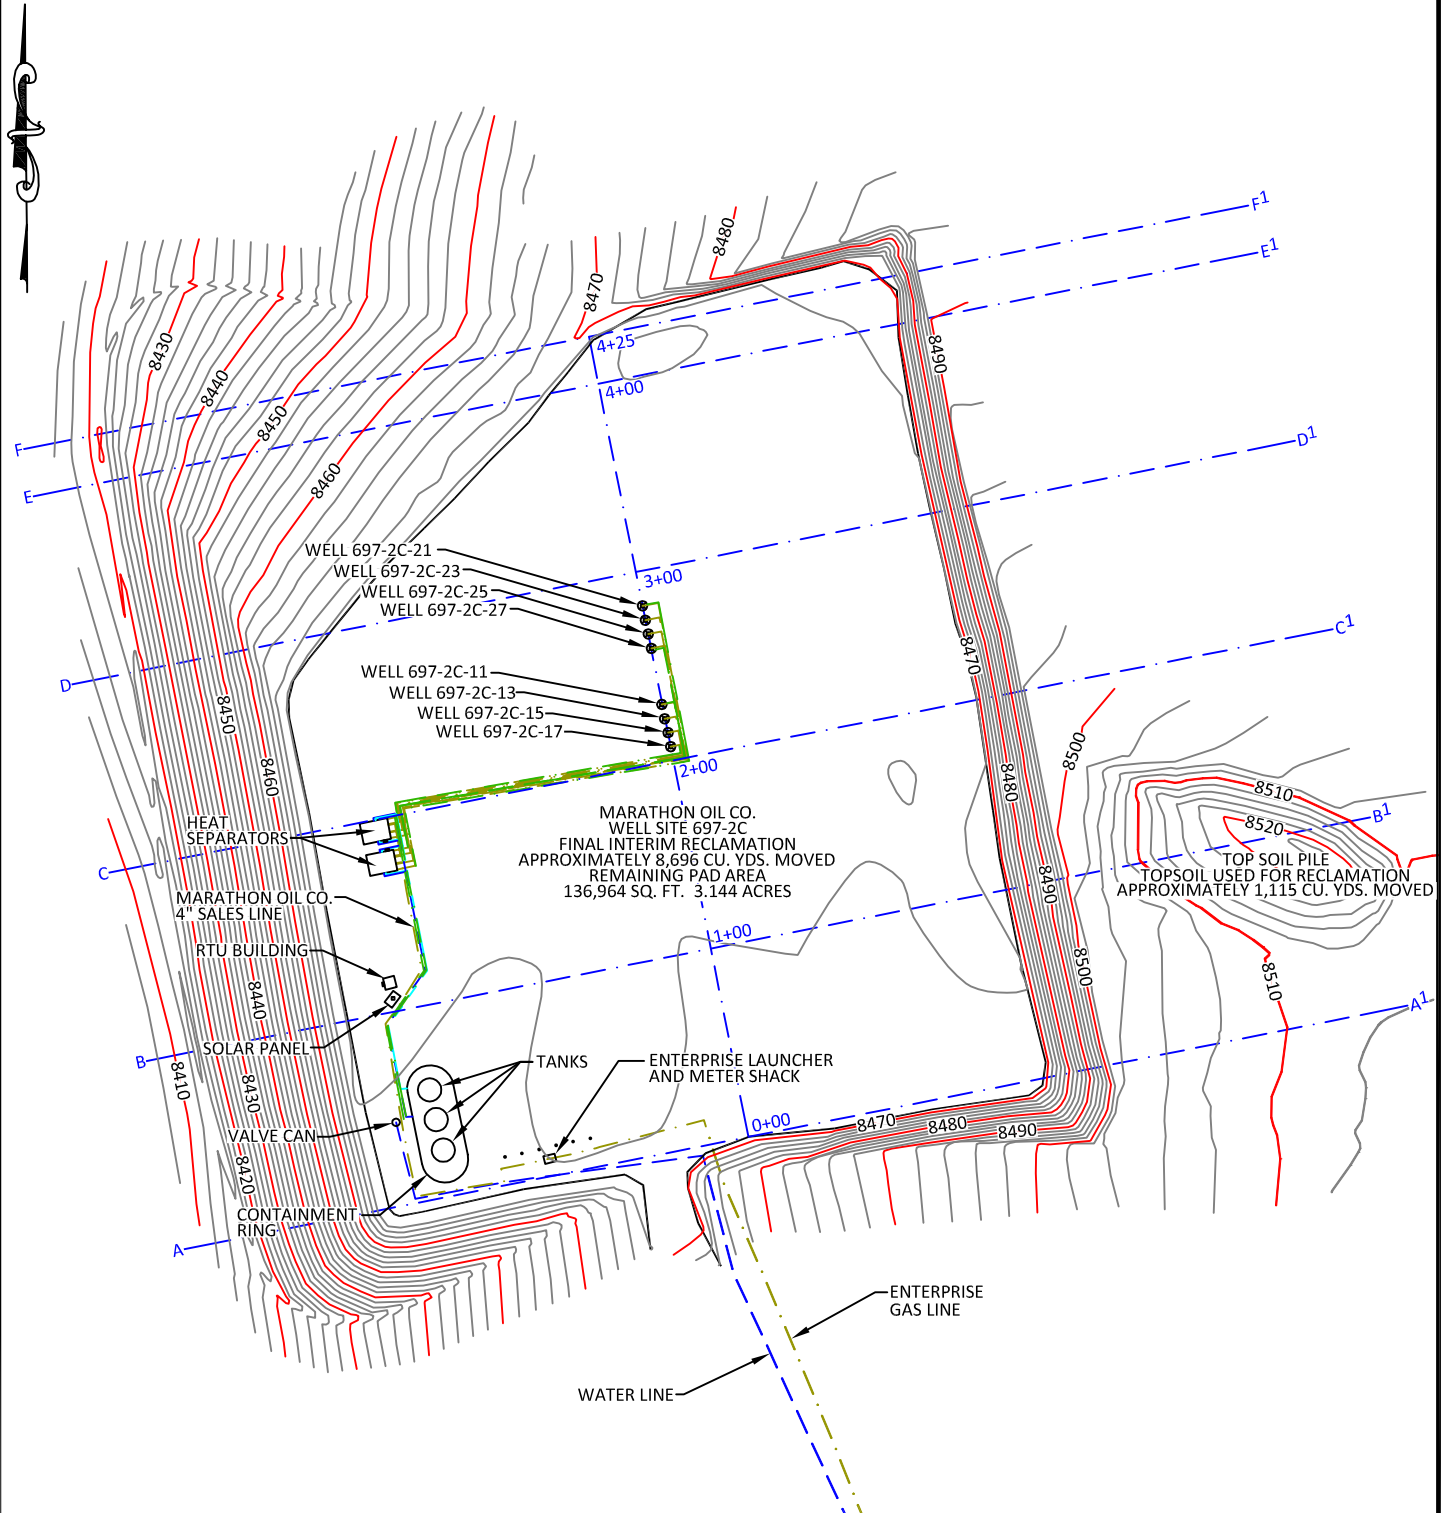 F¹
E¹
8480
8470
8430
4+25
8490
8440
4+00
8450
D¹
F
8460
E
WELL 697-2C-21
WELL 697-2C-23
3+00
WELL 697-2C-25
WELL 697-2C-27
C¹
8470
WELL 697-2C-11
D
WELL 697-2C-13
8450
WELL 697-2C-15
WELL 697-2C-17
8500
2+00
8460
8480
8510
B¹
HEAT
SEPARATORS
MARATHON OIL CO.
WELL SITE 697-2C
FINAL INTERIM RECLAMATION
APPROXIMATELY 8,696 CU. YDS. MOVED
REMAINING PAD AREA
136,964 SQ. FT. 3.144 ACRES
8520
TOP SOIL PILE
TOPSOIL USED FOR RECLAMATION
APPROXIMATELY 1,115 CU. YDS. MOVED
C
8490
MARATHON OIL CO.
4" SALES LINE
1+00
RTU BUILDING
8500
8510
8440
A¹
SOLAR PANEL
B
TANKS
ENTERPRISE LAUNCHER
AND METER SHACK
8410
8430
0+00
8470
8480
8490
VALVE CAN
8420
CONTAINMENT
RING
A
ENTERPRISE
GAS LINE
WATER LINE